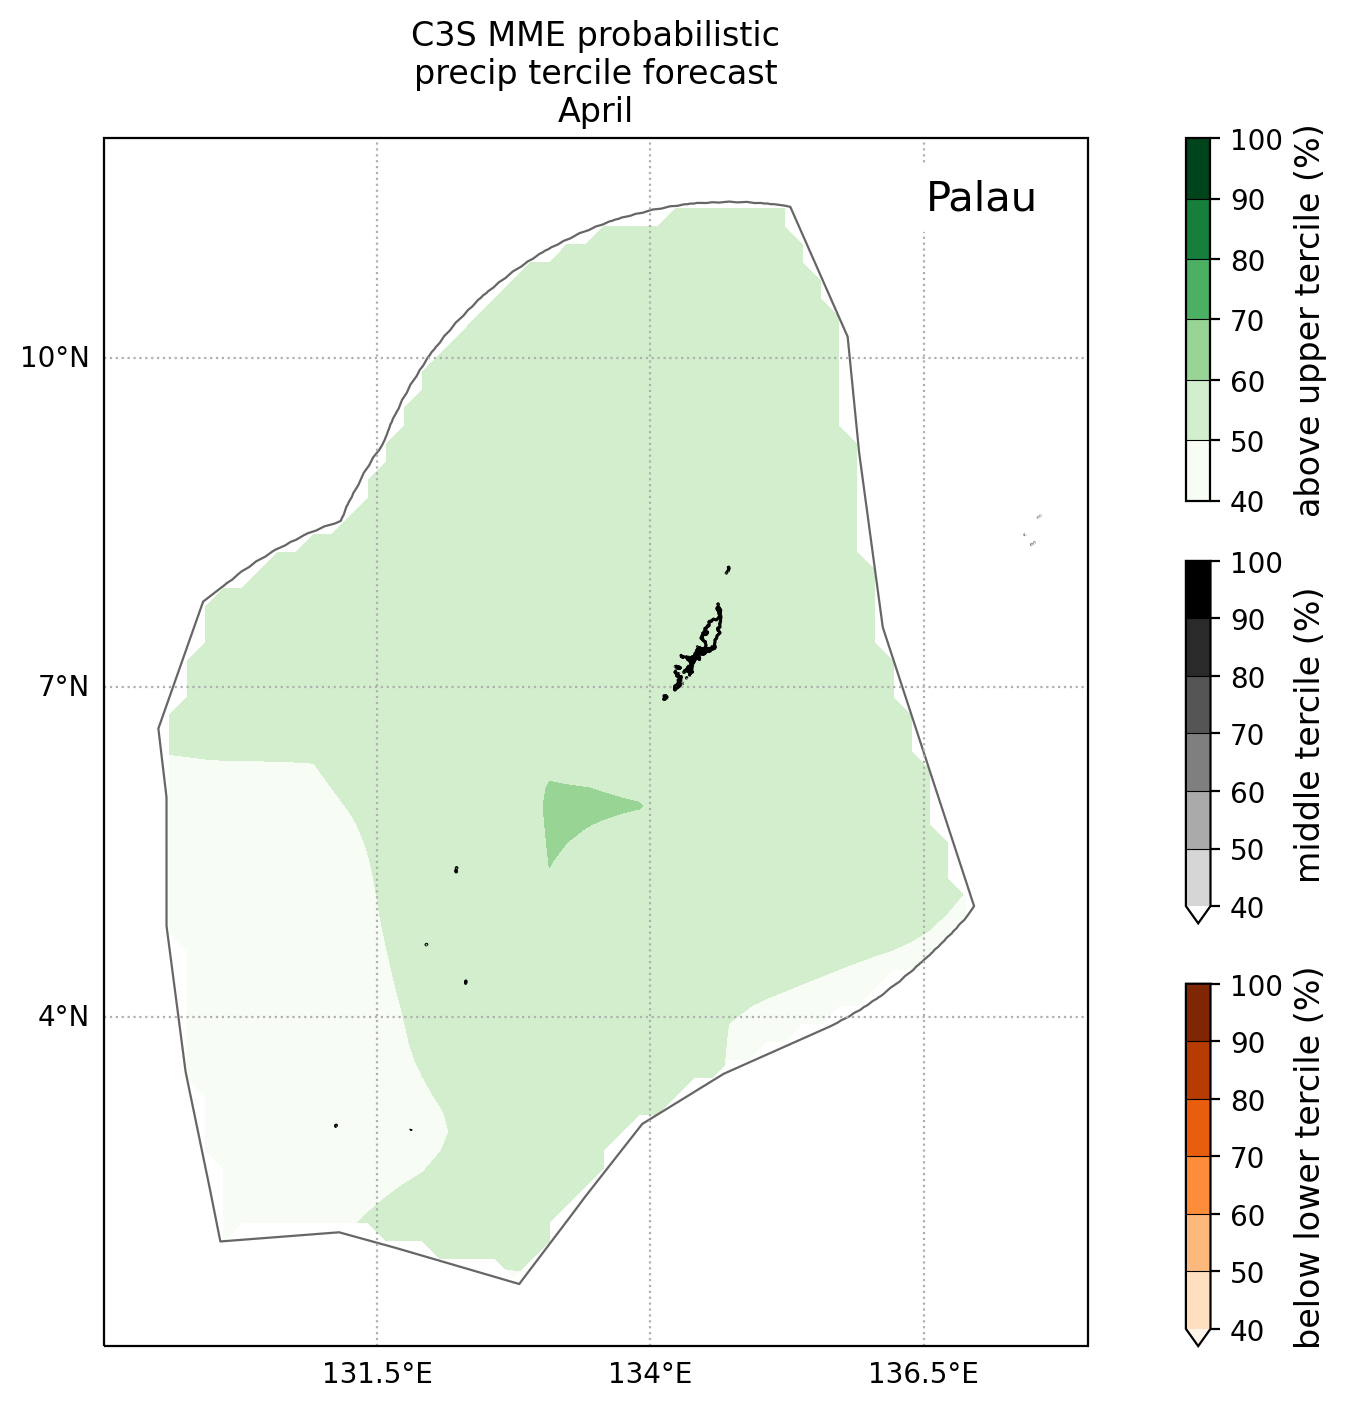 C3S MME probabilistic
precip tercile forecast
April
Palau
10°N
7°N
4°N
131.5°E
134°E
136.5°E
100
90
80
70
60
50
40
above upper tercile (%)
100
90
80
70
60
50
40
middle tercile (%)
100
90
80
70
60
50
40
below lower tercile (%)